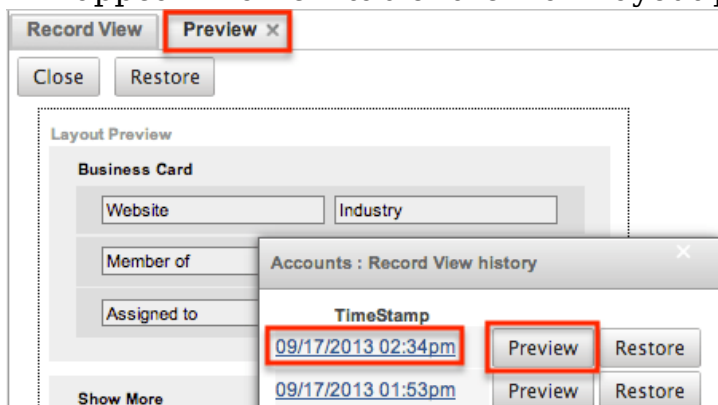 Record View Preview ×
Close Restore
Layout Preview
Business Card
Website Industry
Member of
Assigned to
Show More
Accounts : Record View history
TimeStamp
09/17/2013 02:34pm Preview Restore
09/17/2013 01:53pm Preview Restore